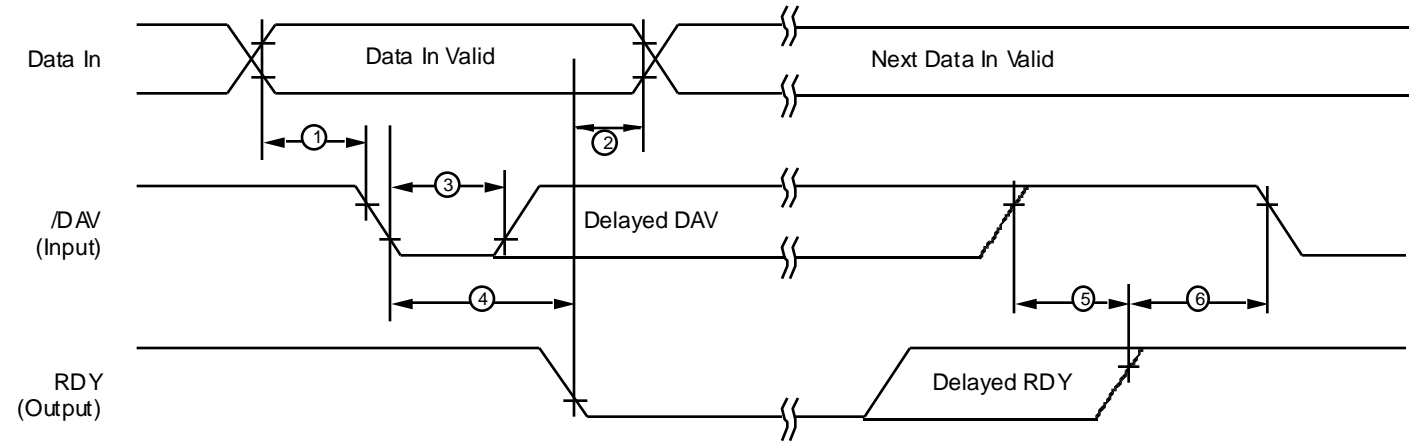 Data In
Data In Valid
Next Data In Valid
1
2
3
/DAV
(Input)
Delayed DAV
4
5
6
RDY
(Output)
Delayed RDY